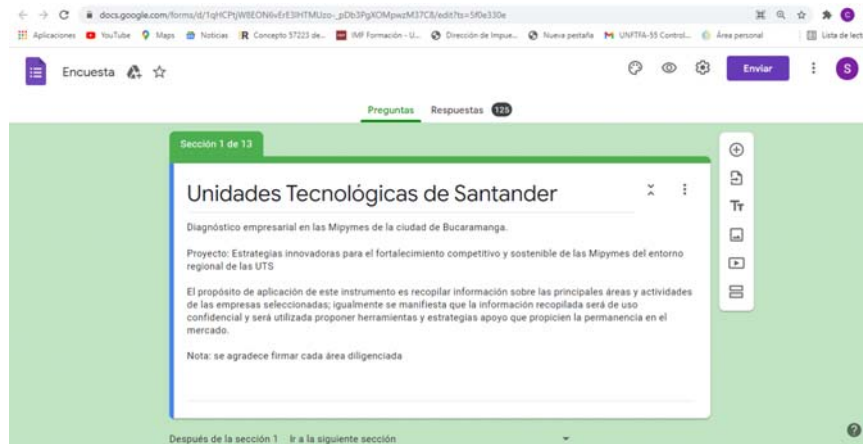 docs.google.com/forms/d/1qHCPtjW8EON6vErE3IHTMUzo-_pDb3PgXOMpwzM37C8/edit?ts=5f0e330e
Aplicaciones YouTube Maps Noticias Concepto 57223 de... IMF Formación - U... Dirección de Impue... Nueva pestaña UNFTFA-55 Control... Área personal Lista de lect
Encuesta Enviar S
Preguntas Respuestas 125
Sección 1 de 13
Unidades Tecnológicas de Santander
Diagnóstico empresarial en las Mipymes de la ciudad de Bucaramanga.
Proyecto: Estrategias innovadoras para el fortalecimiento competitivo y sostenible de las Mipymes del entorno
regional de las UTS
El propósito de aplicación de este instrumento es recopilar información sobre las principales áreas y actividades
de las empresas seleccionadas; igualmente se manifiesta que la información recopilada será de uso
confidencial y será utilizada proponer herramientas y estrategias apoyo que propicien la permanencia en el
mercado.
Nota: se agradece firmar cada área diligenciada
Después de la sección 1 Ir a la siguiente sección